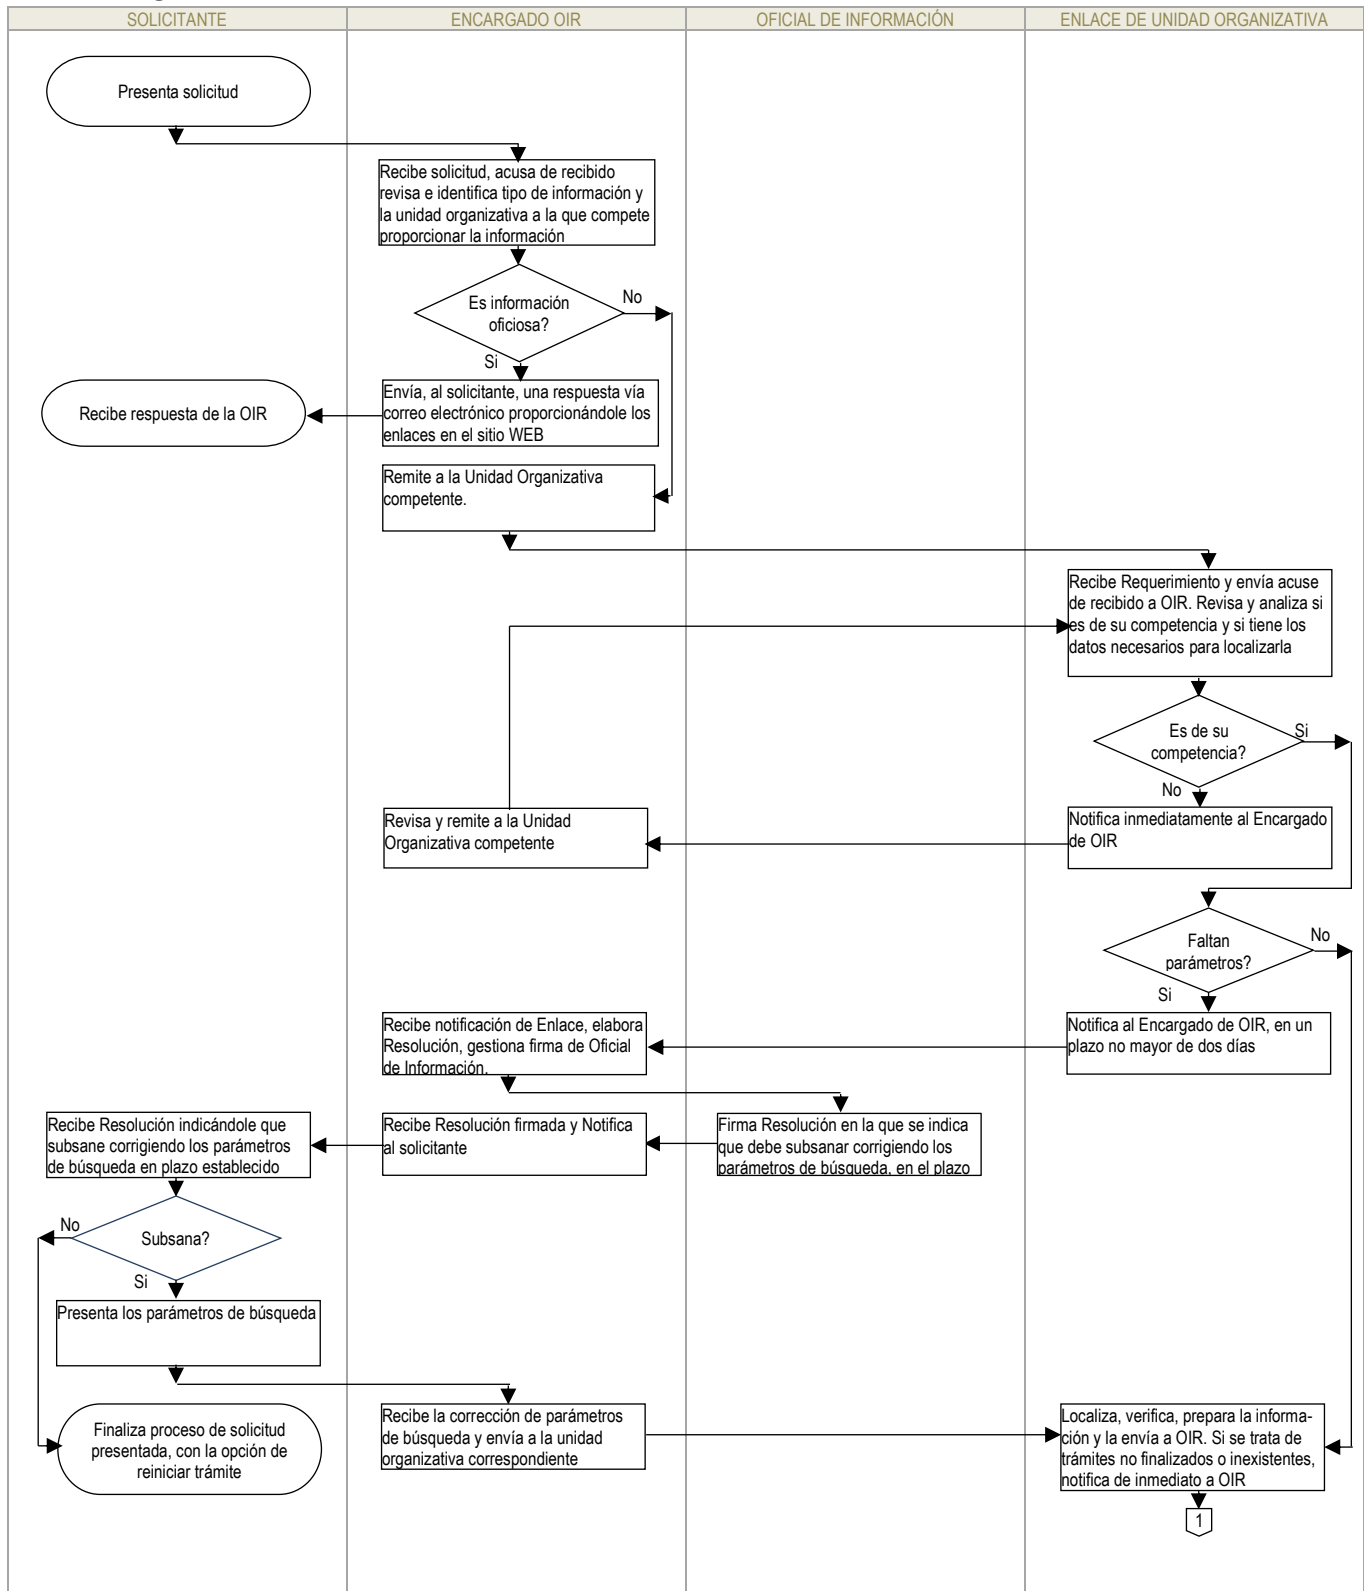 SOLICITANTE
ENCARGADO OIR
OFICIAL DE INFORMACIÓN
ENLACE DE UNIDAD ORGANIZATIVA
Presenta solicitud
Recibe solicitud, acusa de recibido
revisa e identifica tipo de información y
la unidad organizativa a la que compete
proporcionar la información
Es información
oficiosa?
No
Si
Envía, al solicitante, una respuesta vía
correo electrónico proporcionándole los
enlaces en el sitio WEB
Recibe respuesta de la OIR
Remite a la Unidad Organizativa
competente.
Recibe Requerimiento y envía acuse
de recibido a OIR. Revisa y analiza si
es de su competencia y si tiene los
datos necesarios para localizarla
Es de su
competencia?
Si
No
Notifica inmediatamente al Encargado
de OIR
Revisa y remite a la Unidad
Organizativa competente
Faltan
parámetros?
No
Si
Notifica al Encargado de OIR, en un
plazo no mayor de dos días
Recibe notificación de Enlace, elabora
Resolución, gestiona firma de Oficial
de Información.
Firma Resolución en la que se indica
que debe subsanar corrigiendo los
parámetros de búsqueda, en el plazo
Recibe Resolución firmada y Notifica
al solicitante
Recibe Resolución indicándole que
subsane corrigiendo los parámetros
de búsqueda en plazo establecido
Subsana?
No
Si
Presenta los parámetros de búsqueda
Finaliza proceso de solicitud
presentada, con la opción de
reiniciar trámite
Recibe la corrección de parámetros
de búsqueda y envía a la unidad
organizativa correspondiente
Localiza, verifica, prepara la informa-
ción y la envía a OIR. Si se trata de
trámites no finalizados o inexistentes,
notifica de inmediato a OIR
1